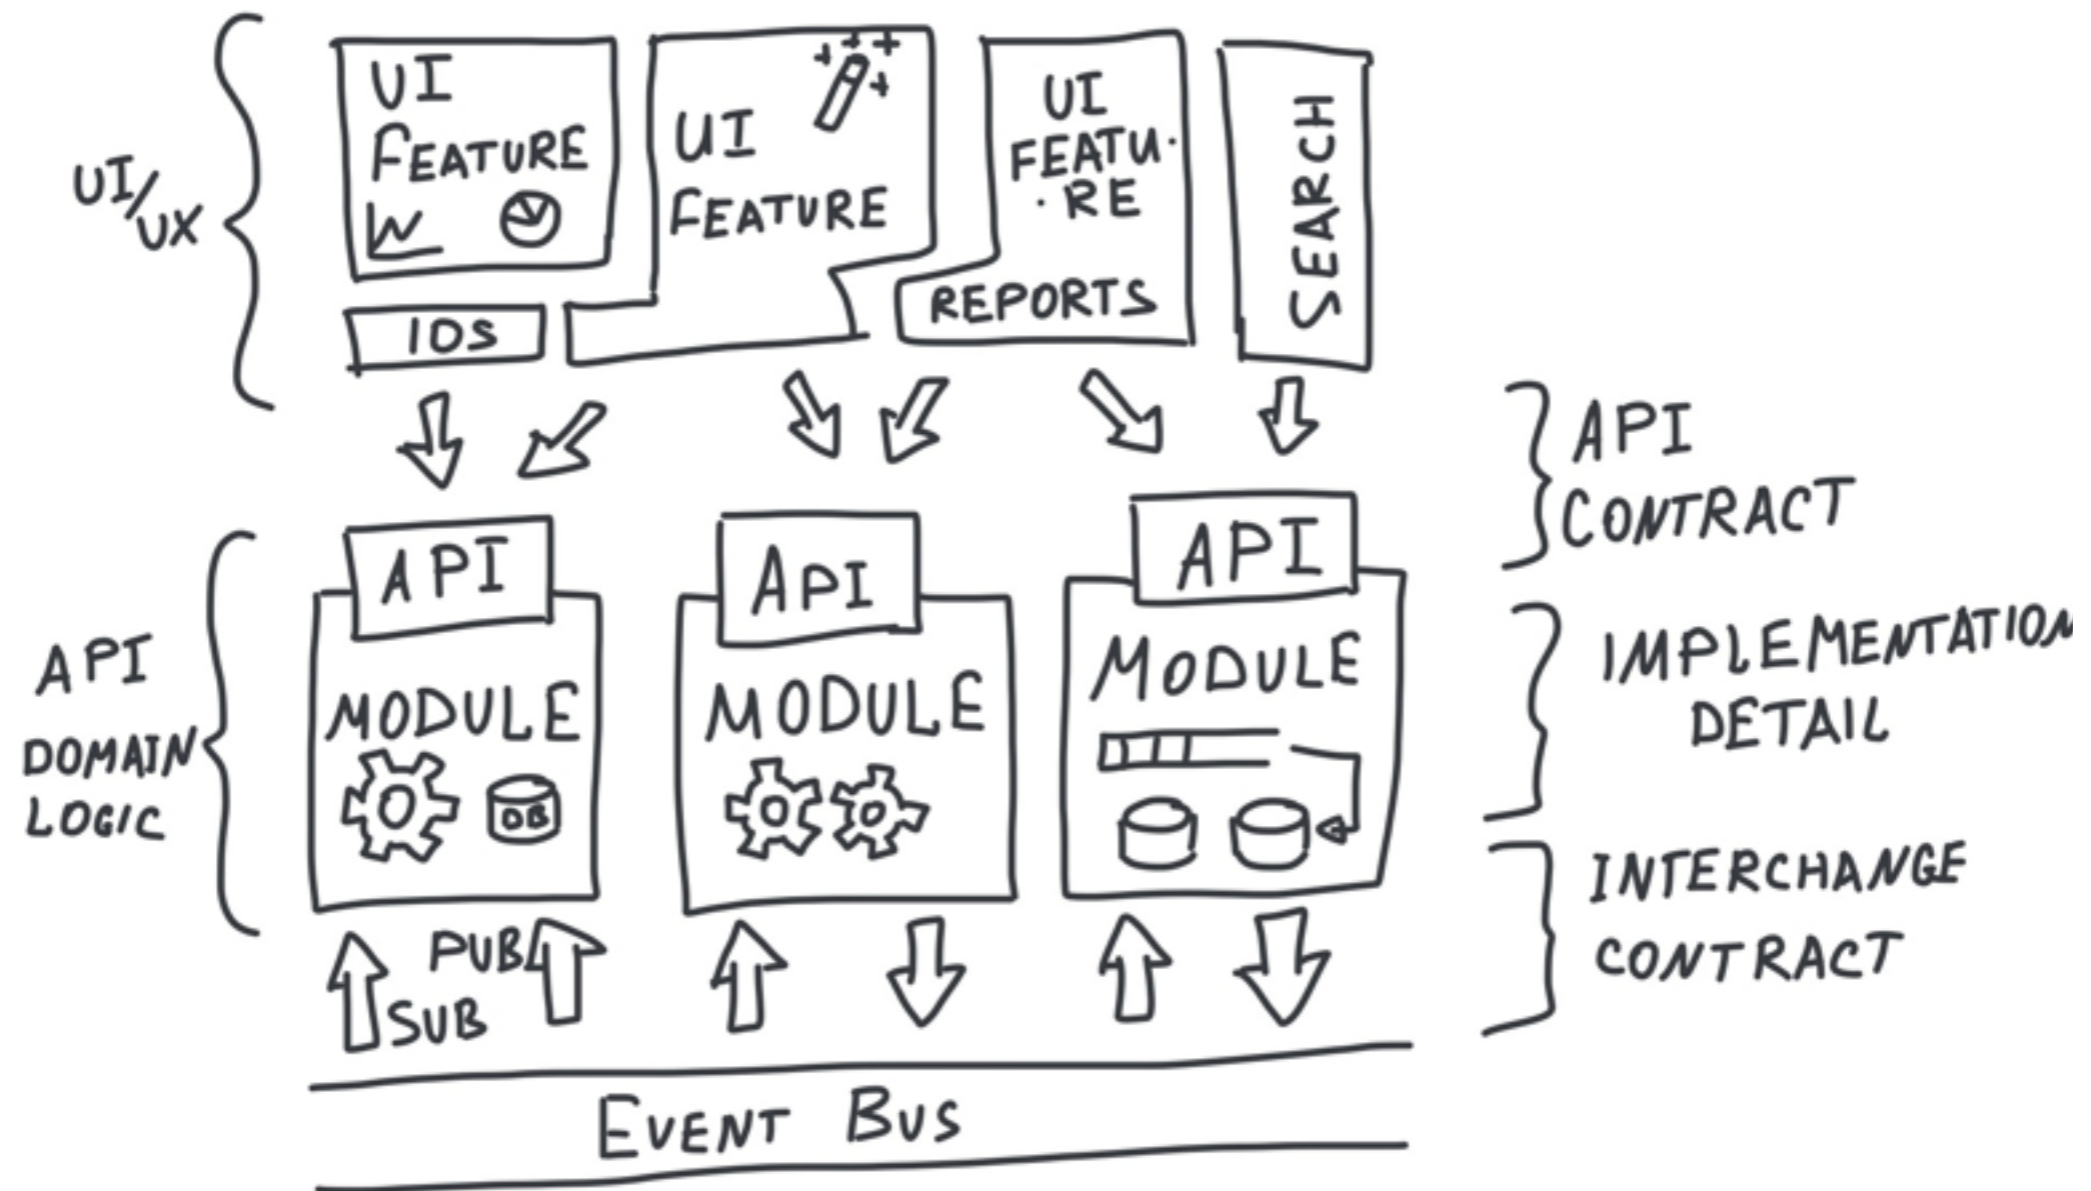 UI
FEATURE
UI
FEATURE
UI
FEATU·
·RE
REPORTS
SEARCH
IDS
UI/
UX
API
CONTRACT
API
API
API
MODULE
MODULE
MODULE
DB
API
DOMAIN
LOGIC
IMPLEMENTATION
DETAIL
INTERCHANGE
CONTRACT
PUB
SUB
EVENT BUS